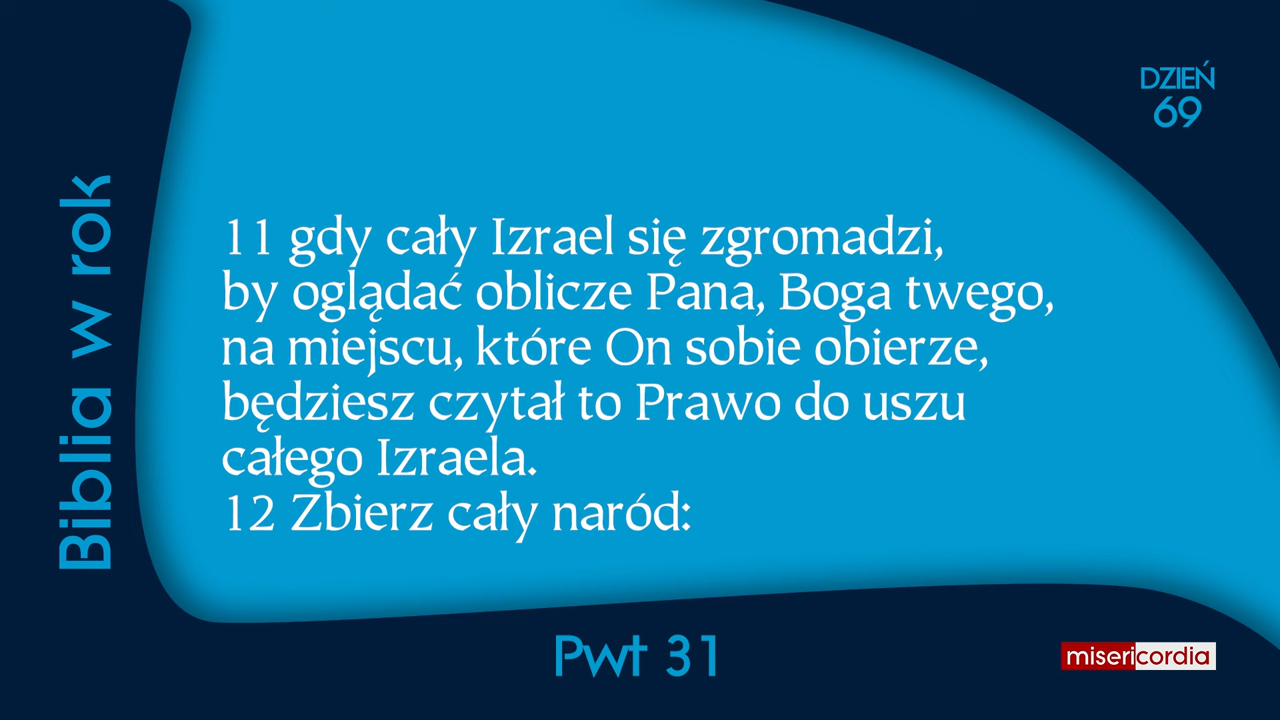 DZIEŃ
69
Biblia w rok
11 gdy cały Izrael się zgromadzi,
by oglądać oblicze Pana, Boga twego,
na miejscu, które On sobie obierze,
będziesz czytał to Prawo do uszu
całego Izraela.
12 Zbierz cały naród:
Pwt 31
misericordia